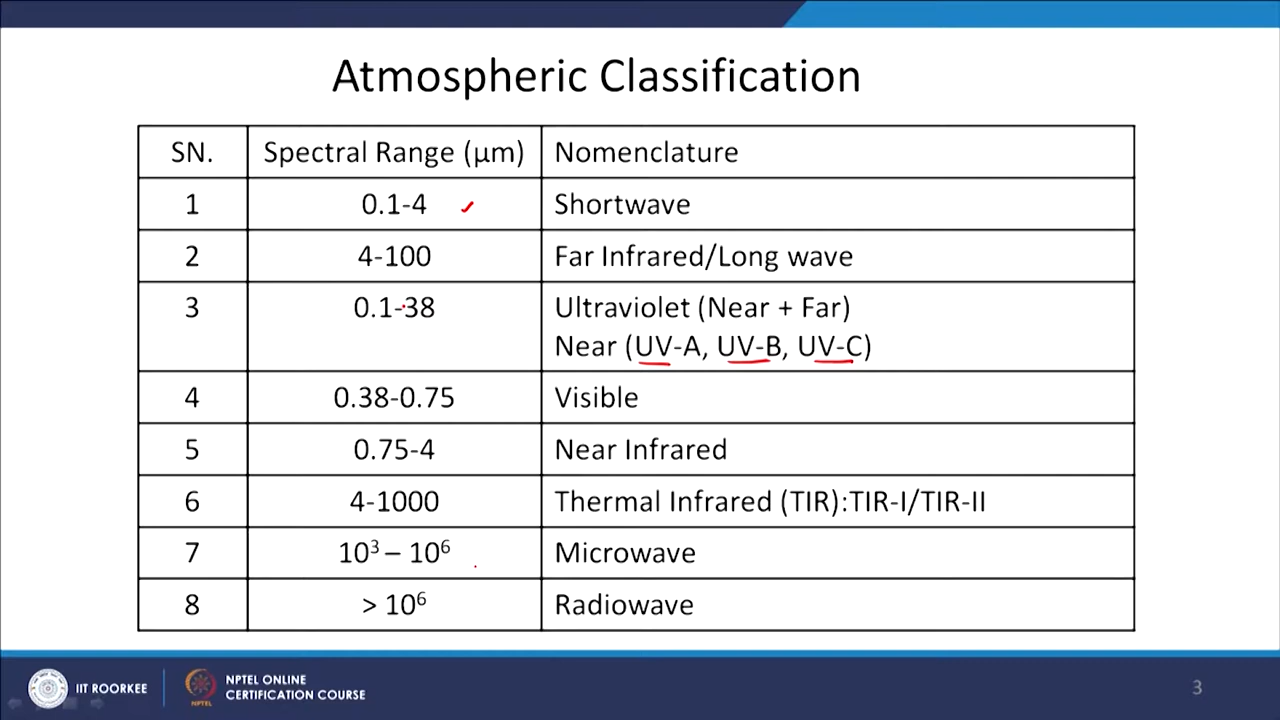 Atmospheric Classification
SN. Spectral Range (µm) Nomenclature
1 0.1-4 Shortwave
2 4-100 Far Infrared/Long wave
3 0.1-38 Ultraviolet (Near + Far)
Near (UV-A, UV-B, UV-C)
4 0.38-0.75 Visible
5 0.75-4 Near Infrared
6 4-1000 Thermal Infrared (TIR):TIR-I/TIR-II
7 10³ – 10⁶ Microwave
8 > 10⁶ Radiowave
IIT ROORKEE
NPTEL ONLINE
CERTIFICATION COURSE
NPTEL
3